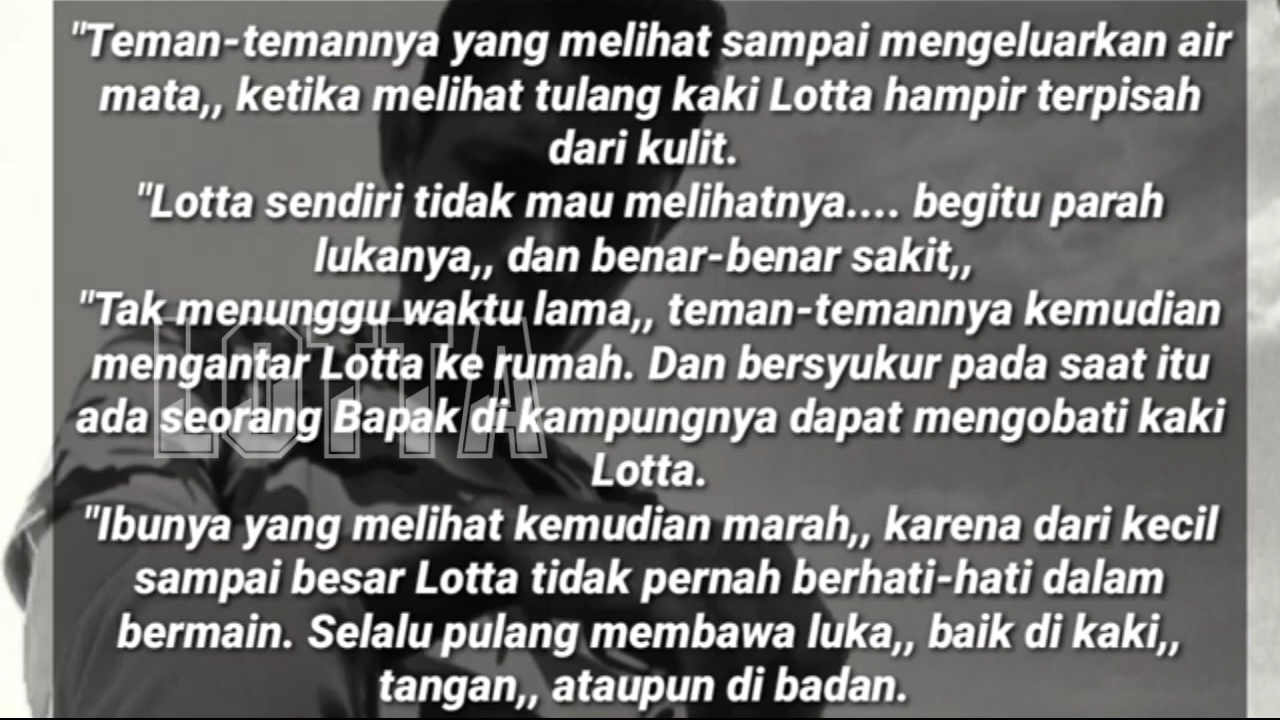 "Teman-temannya yang melihat sampai mengeluarkan air
mata,, ketika melihat tulang kaki Lotta hampir terpisah
dari kulit.
"Lotta sendiri tidak mau melihatnya.... begitu parah
lukanya,, dan benar-benar sakit,,
"Tak menunggu waktu lama,, teman-temannya kemudian
mengantar Lotta ke rumah. Dan bersyukur pada saat itu
ada seorang Bapak di kampungnya dapat mengobati kaki
Lotta.
"Ibunya yang melihat kemudian marah,, karena dari kecil
sampai besar Lotta tidak pernah berhati-hati dalam
bermain. Selalu pulang membawa luka,, baik di kaki,,
tangan,, ataupun di badan.
LOTTA